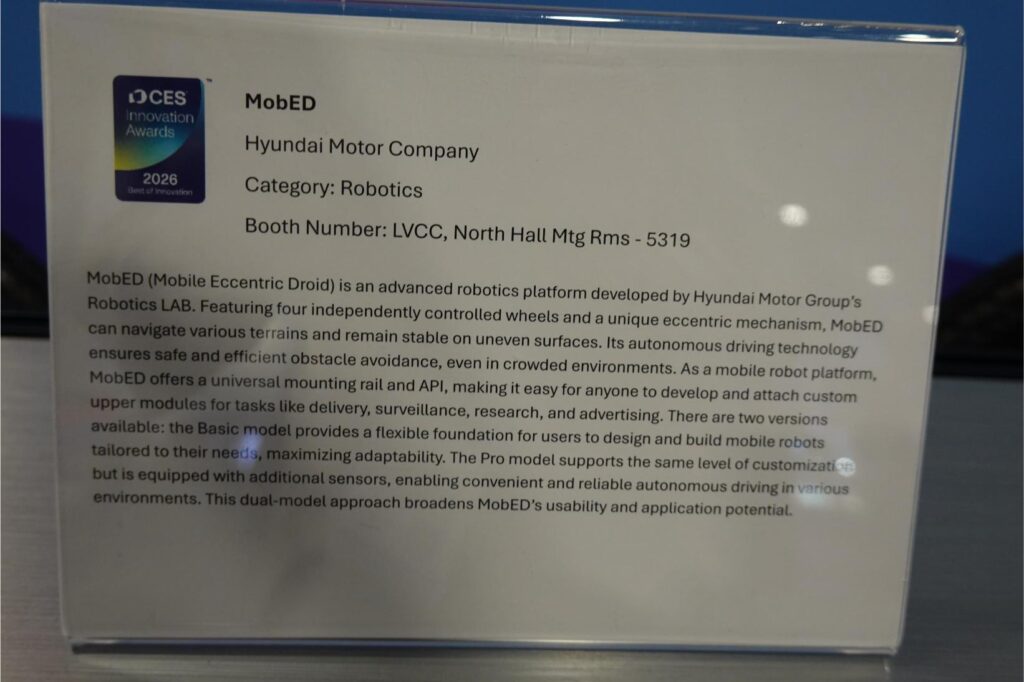 CES
Innovation
Awards
2026
Best of Innovation
™
MobED
Hyundai Motor Company
Category: Robotics
Booth Number: LVCC, North Hall Mtg Rms - 5319
MobED (Mobile Eccentric Droid) is an advanced robotics platform developed by Hyundai Motor Group's
Robotics LAB. Featuring four independently controlled wheels and a unique eccentric mechanism, MobED
can navigate various terrains and remain stable on uneven surfaces. Its autonomous driving technology
ensures safe and efficient obstacle avoidance, even in crowded environments. As a mobile robot platform,
MobED offers a universal mounting rail and API, making it easy for anyone to develop and attach custom
upper modules for tasks like delivery, surveillance, research, and advertising. There are two versions
available: the Basic model provides a flexible foundation for users to design and build mobile robots
tailored to their needs, maximizing adaptability. The Pro model supports the same level of customization
but is equipped with additional sensors, enabling convenient and reliable autonomous driving in various
environments. This dual-model approach broadens MobED's usability and application potential.